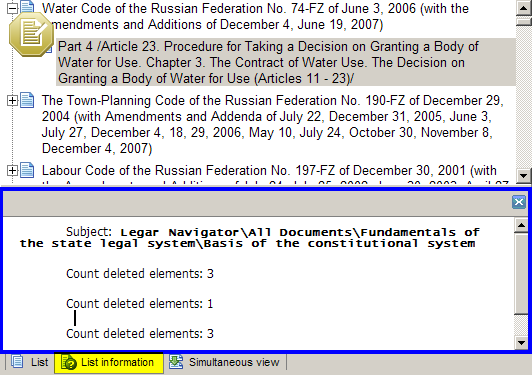 Water Code of the Russian Federation No. 74-FZ of June 3, 2006 (with the
Amendments and Additions of December 4, June 19, 2007)
Part 4 /Article 23. Procedure for Taking a Decision on Granting a Body of
Water for Use. Chapter 3. The Contract of Water Use. The Decision on
Granting a Body of Water for Use (Articles 11 - 23)/
The Town-Planning Code of the Russian Federation No. 190-FZ of December 29,
2004 (with Amendments and Addenda of July 22, December 31, 2005, June 3,
July 27, December 4, 18, 29, 2006, May 10, July 24, October 30, November 8,
December 4, 2007)
Labour Code of the Russian Federation No. 197-FZ of December 30, 2001 (with
Subject: Legar Navigator\All Documents\Fundamentals of
the state legal system\Basis of the constitutional system
Count deleted elements: 3
Count deleted elements: 1
Count deleted elements: 3
List List information Simultaneous view